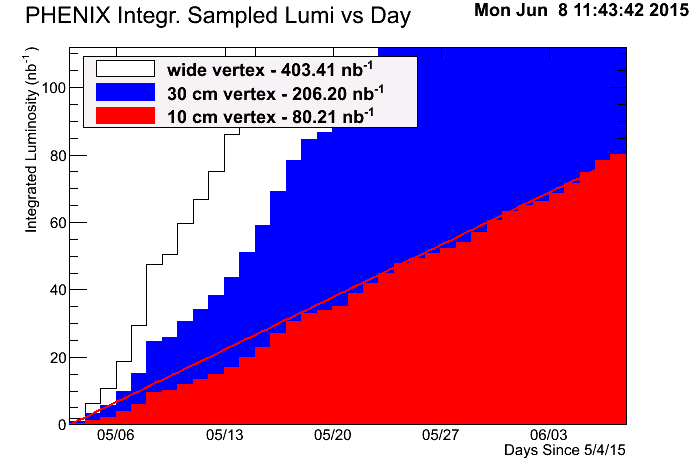 PHENIX Integr. Sampled Lumi vs Day
Mon Jun 8 11:43:42 2015
Integrated Luminosity (nb⁻¹)
wide vertex - 403.41 nb⁻¹
30 cm vertex - 206.20 nb⁻¹
10 cm vertex - 80.21 nb⁻¹
100
80
60
40
20
0
05/06 05/13 05/20 05/27 06/03
Days Since 5/4/15